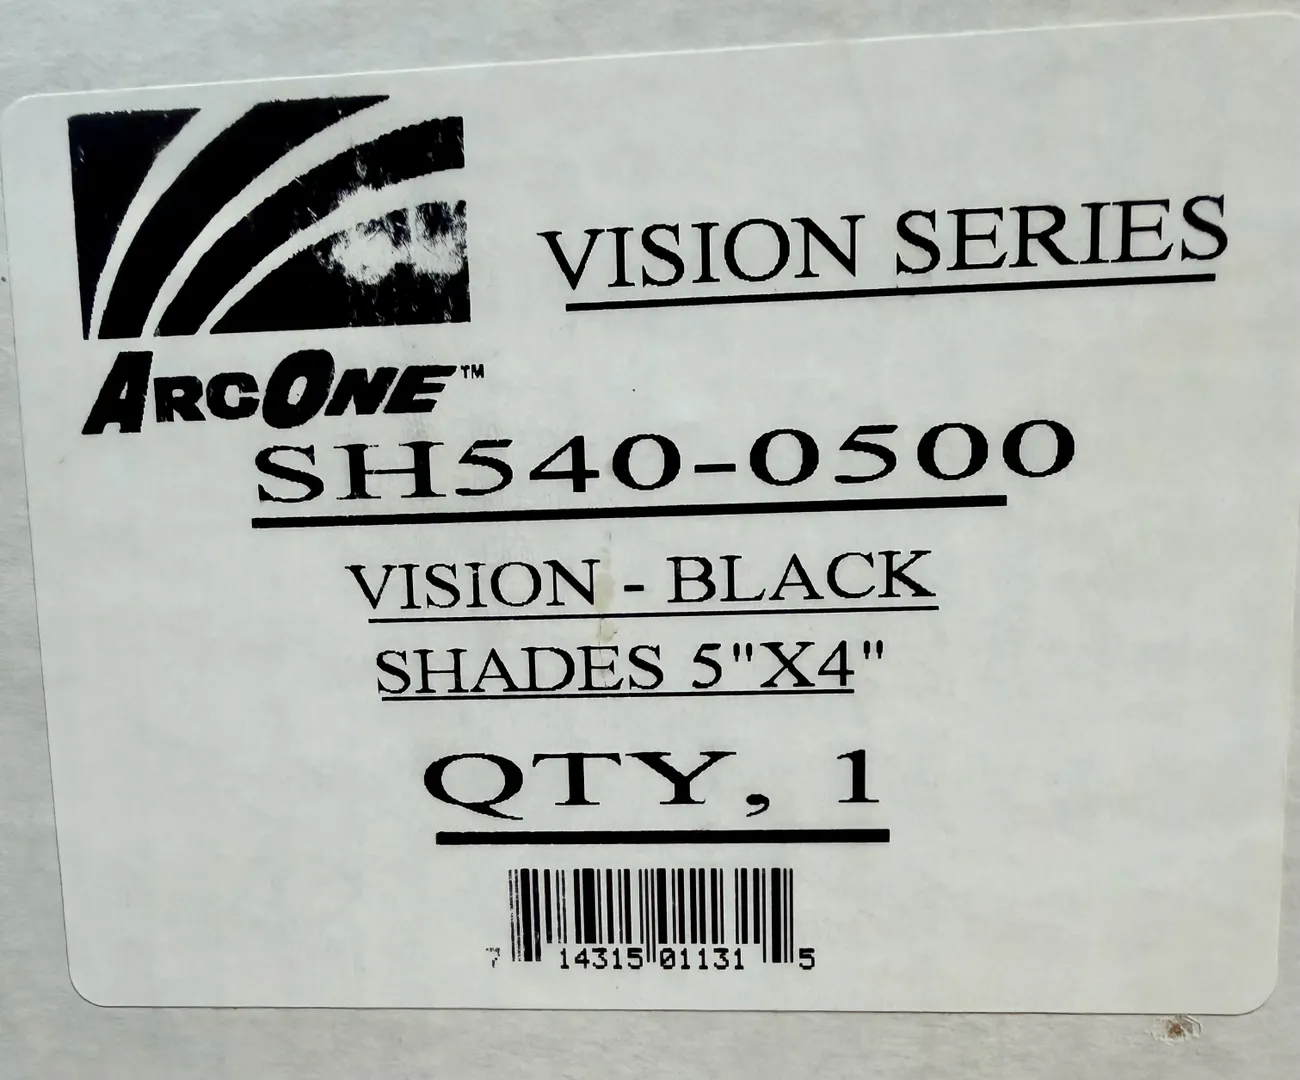 VISION SERIES
ARCONE™
SH540-0500
VISION - BLACK
SHADES 5"X4"
QTY, 1
7 14315 01131 5